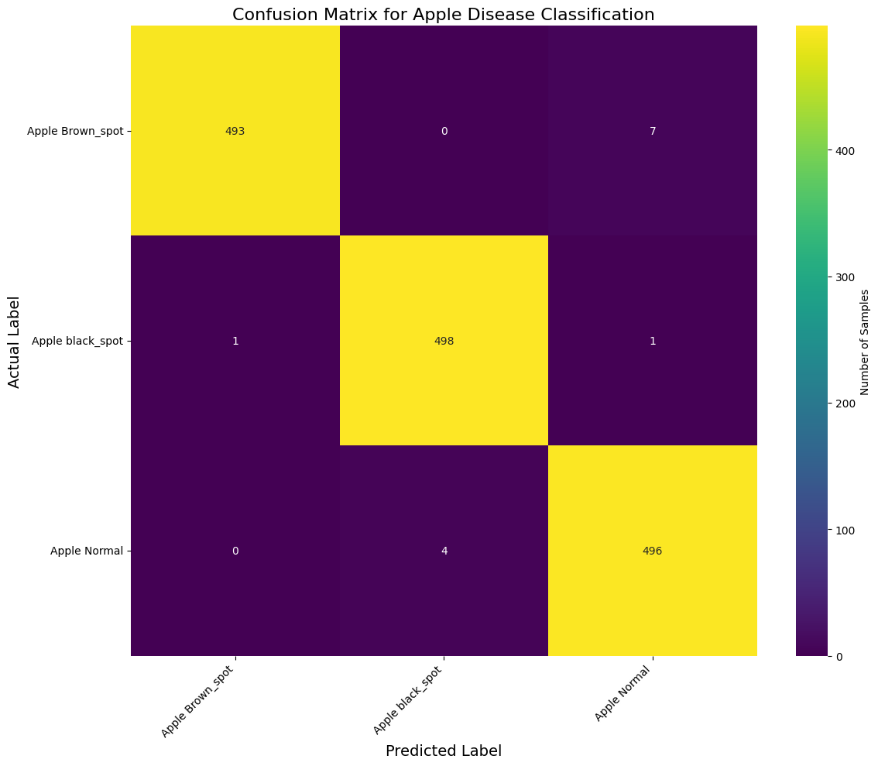 Confusion Matrix for Apple Disease Classification
Actual Label
Apple Brown_spot
493
0
7
Apple black_spot
1
498
1
Apple Normal
0
4
496
Apple Brown_spot
Apple black_spot
Apple Normal
Predicted Label
400
300
200
100
0
Number of Samples